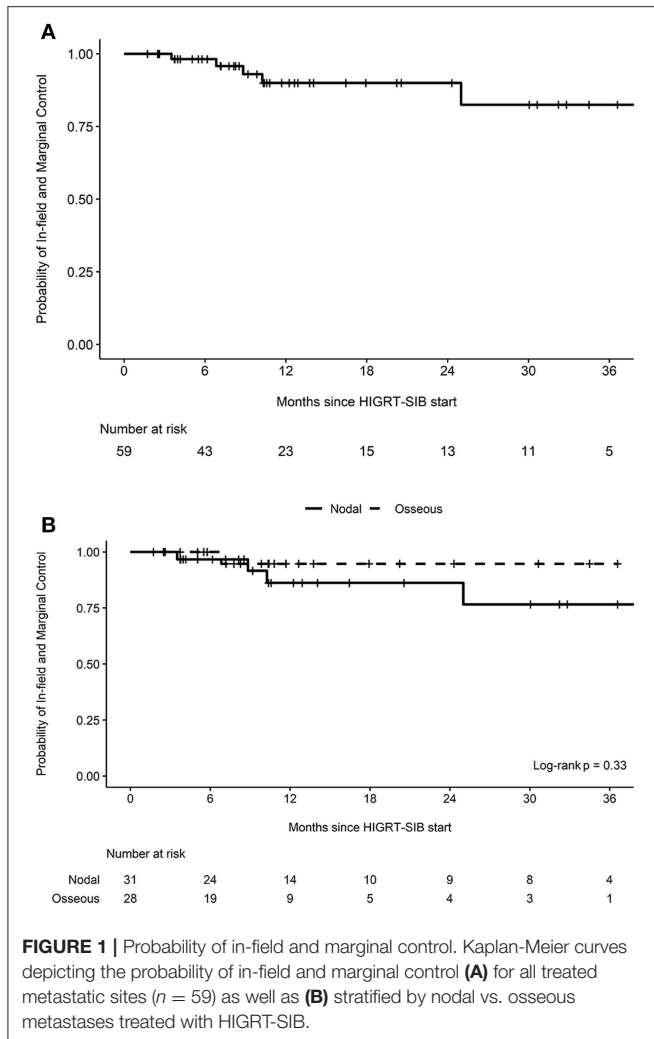 A
Probability of In-field and Marginal Control
1.00
0.75
0.50
0.25
0.00
0 6 12 18 24 30 36
Months since HIGRT-SIB start
Number at risk
59 43 23 15 13 11 5
B
Nodal Osseous
Probability of In-field and Marginal Control
1.00
0.75
0.50
0.25
0.00
Log-rank p = 0.33
0 6 12 18 24 30 36
Months since HIGRT-SIB start
Number at risk
Nodal 31 24 14 10 9 8 4
Osseous 28 19 9 5 4 3 1
FIGURE 1 | Probability of in-field and marginal control. Kaplan-Meier curves
depicting the probability of in-field and marginal control (A) for all treated
metastatic sites (n = 59) as well as (B) stratified by nodal vs. osseous
metastases treated with HIGRT-SIB.